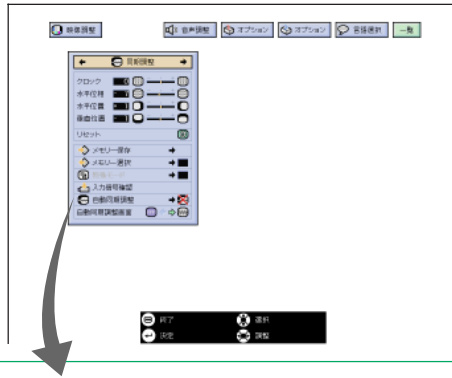 映像調整 音声調整 オプション オプション 言語選択 一覧
同期調整
クロック
水平位相
水平位置
垂直位置
リセット
メモリー保存
メモリー選択
入力信号確認
自動同期調整
自動同期調整画面
終了 選択
決定 調整